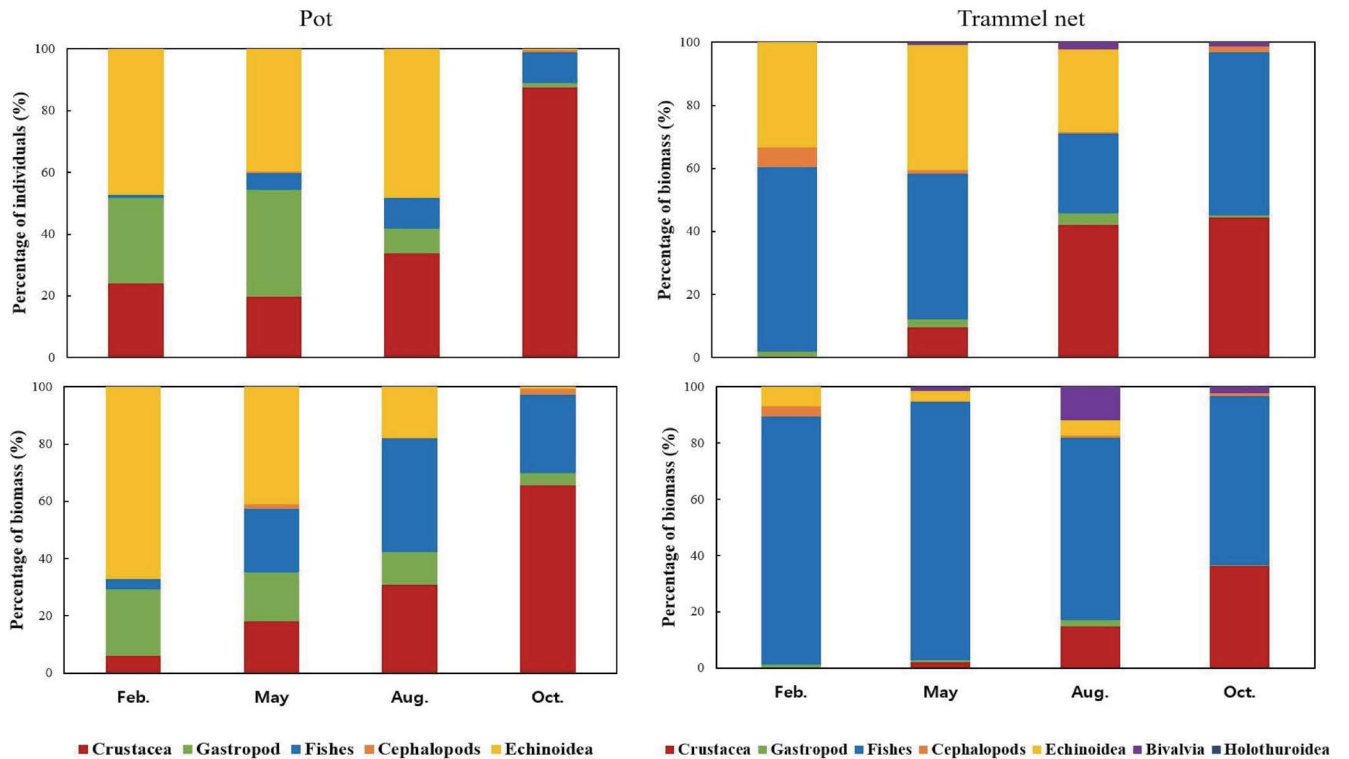 Pot
Percentage of individuals (%)
100
80
60
40
20
0
Percentage of biomass (%)
100
80
60
40
20
0
Feb. May Aug. Oct.
Crustacea Gastropod Fishes Cephalopods Echinoidea
Trammel net
Percentage of biomass (%)
100
80
60
40
20
0
Percentage of biomass (%)
100
80
60
40
20
0
Feb. May Aug. Oct.
Crustacea Gastropod Fishes Cephalopods Echinoidea Bivalvia Holothuroidea